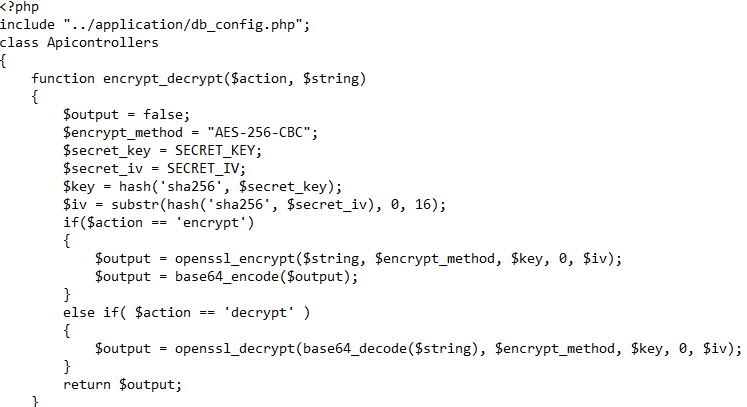 <?php
include "../application/db_config.php";
class Apicontrollers
{
    function encrypt_decrypt($action, $string)
    {
        $output = false;
        $encrypt_method = "AES-256-CBC";
        $secret_key = SECRET_KEY;
        $secret_iv = SECRET_IV;
        $key = hash('sha256', $secret_key);
        $iv = substr(hash('sha256', $secret_iv), 0, 16);
        if($action == 'encrypt')
        {
            $output = openssl_encrypt($string, $encrypt_method, $key, 0, $iv);
            $output = base64_encode($output);
        }
        else if( $action == 'decrypt' )
        {
            $output = openssl_decrypt(base64_decode($string), $encrypt_method, $key, 0, $iv);
        }
        return $output;
    }